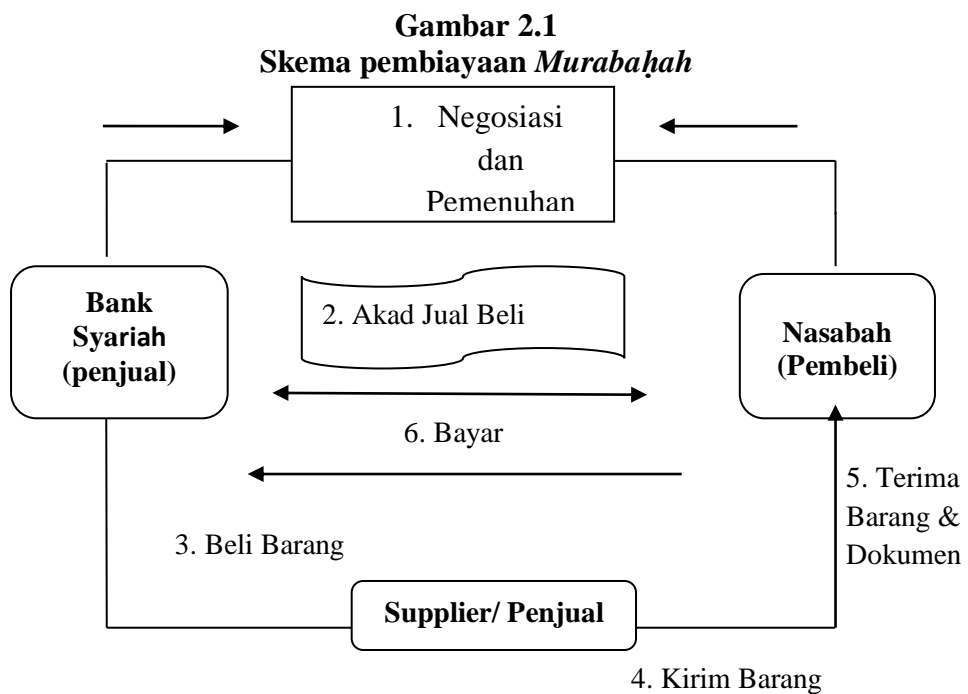 Gambar 2.1
Skema pembiayaan Murabaḥah
1. Negosiasi
dan
Pemenuhan
Bank
Syariah
(penjual)
2. Akad Jual Beli
Nasabah
(Pembeli)
6. Bayar
5. Terima
Barang &
Dokumen
3. Beli Barang
Supplier/ Penjual
4. Kirim Barang